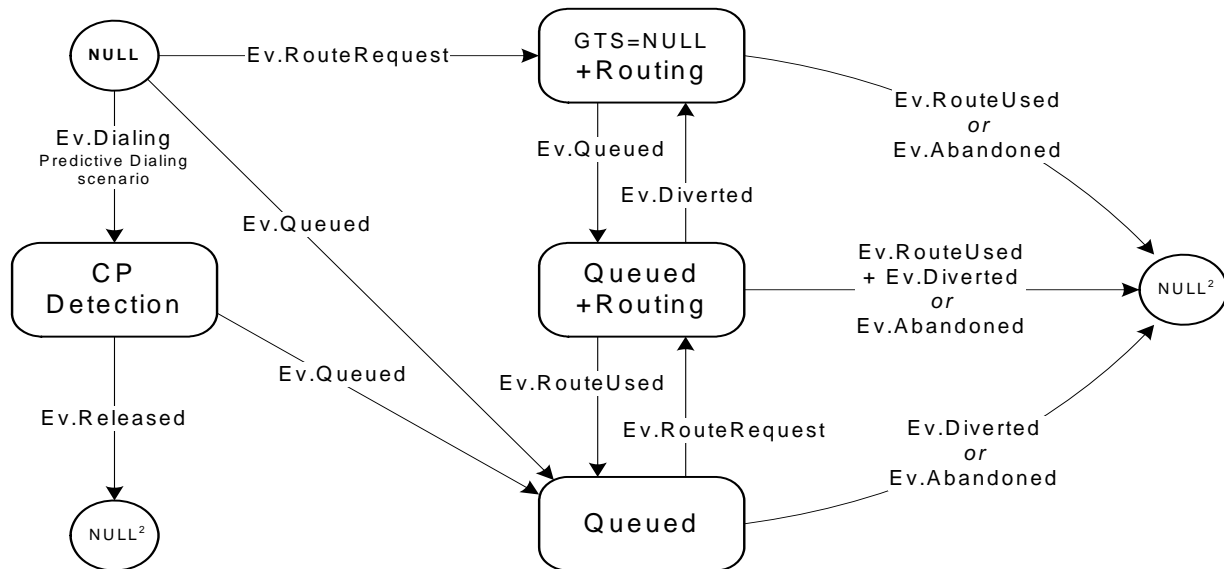 NULL
Ev.RouteRequest
GTS=NULL
+Routing
Ev.RouteUsed
or
Ev.Abandoned
Ev.Dialing
Predictive Dialing
scenario
Ev.Queued
Ev.Diverted
Ev.Queued
CP
Detection
Queued
+Routing
Ev.RouteUsed
+ Ev.Diverted
or
Ev.Abandoned
NULL²
Ev.Queued
Ev.RouteUsed
Ev.Released
Ev.RouteRequest
Ev.Diverted
or
Ev.Abandoned
NULL²
Queued